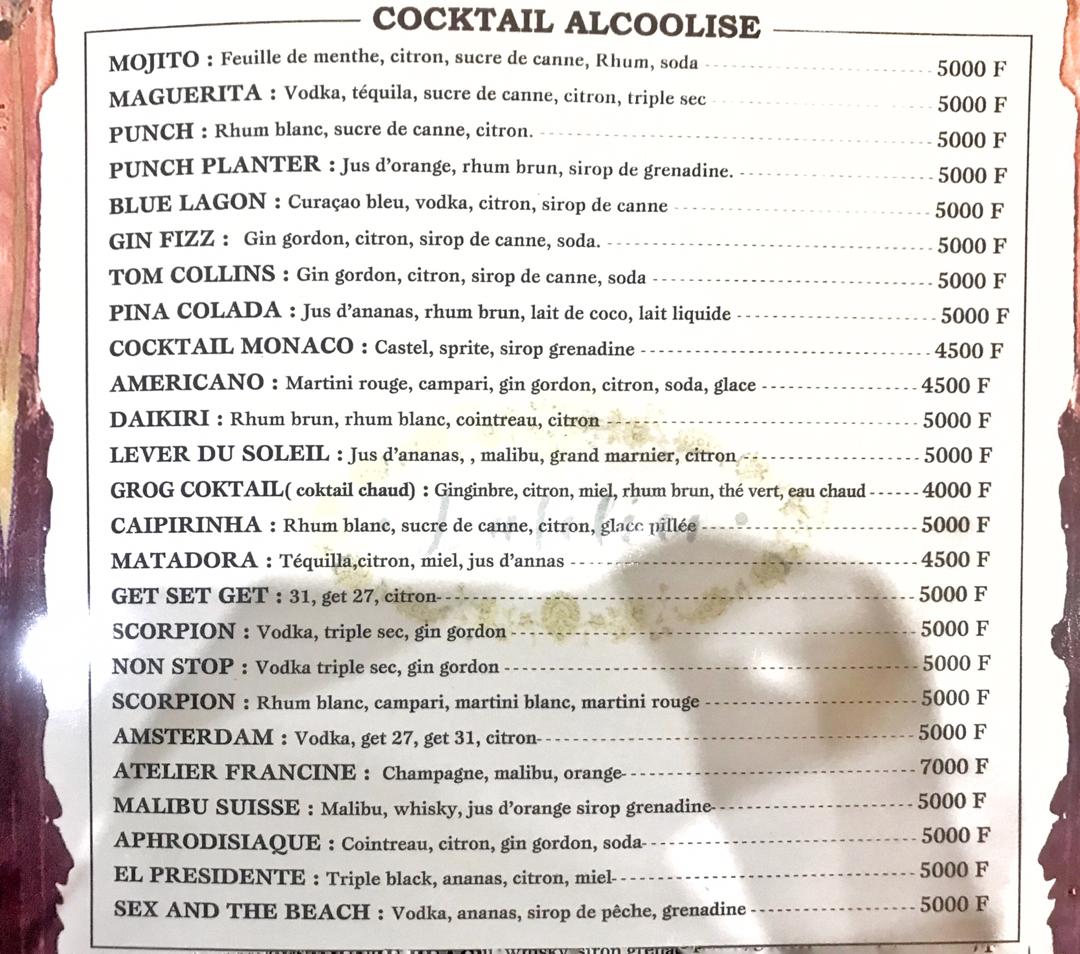 COCKTAIL ALCOOLISE
MOJITO : Feuille de menthe, citron, sucre de canne, Rhum, soda 5000 F
MAGUERITA : Vodka, téquila, sucre de canne, citron, triple sec 5000 F
PUNCH : Rhum blanc, sucre de canne, citron. 5000 F
PUNCH PLANTER : Jus d'orange, rhum brun, sirop de grenadine. 5000 F
BLUE LAGON : Curaçao bleu, vodka, citron, sirop de canne 5000 F
GIN FIZZ : Gin gordon, citron, sirop de canne, soda. 5000 F
TOM COLLINS : Gin gordon, citron, sirop de canne, soda 5000 F
PINA COLADA : Jus d'ananas, rhum brun, lait de coco, lait liquide 5000 F
COCKTAIL MONACO : Castel, sprite, sirop grenadine 4500 F
AMERICANO : Martini rouge, campari, gin gordon, citron, soda, glace 4500 F
DAIKIRI : Rhum brun, rhum blanc, cointreau, citron 5000 F
LEVER DU SOLEIL : Jus d'ananas, , malibu, grand marnier, citron 5000 F
GROG COKTAIL( coktail chaud) : Ginginbre, citron, miel, rhum brun, thé vert, eau chaud 4000 F
CAIPIRINHA : Rhum blanc, sucre de canne, citron, glace pillée 5000 F
MATADORA : Téquilla,citron, miel, jus d'annas 4500 F
GET SET GET : 31, get 27, citron 5000 F
SCORPION : Vodka, triple sec, gin gordon 5000 F
NON STOP : Vodka triple sec, gin gordon 5000 F
SCORPION : Rhum blanc, campari, martini blanc, martini rouge 5000 F
AMSTERDAM : Vodka, get 27, get 31, citron 5000 F
ATELIER FRANCINE : Champagne, malibu, orange 7000 F
MALIBU SUISSE : Malibu, whisky, jus d'orange sirop grenadine 5000 F
APHRODISIAQUE : Cointreau, citron, gin gordon, soda 5000 F
EL PRESIDENTE : Triple black, ananas, citron, miel 5000 F
SEX AND THE BEACH : Vodka, ananas, sirop de pêche, grenadine 5000 F